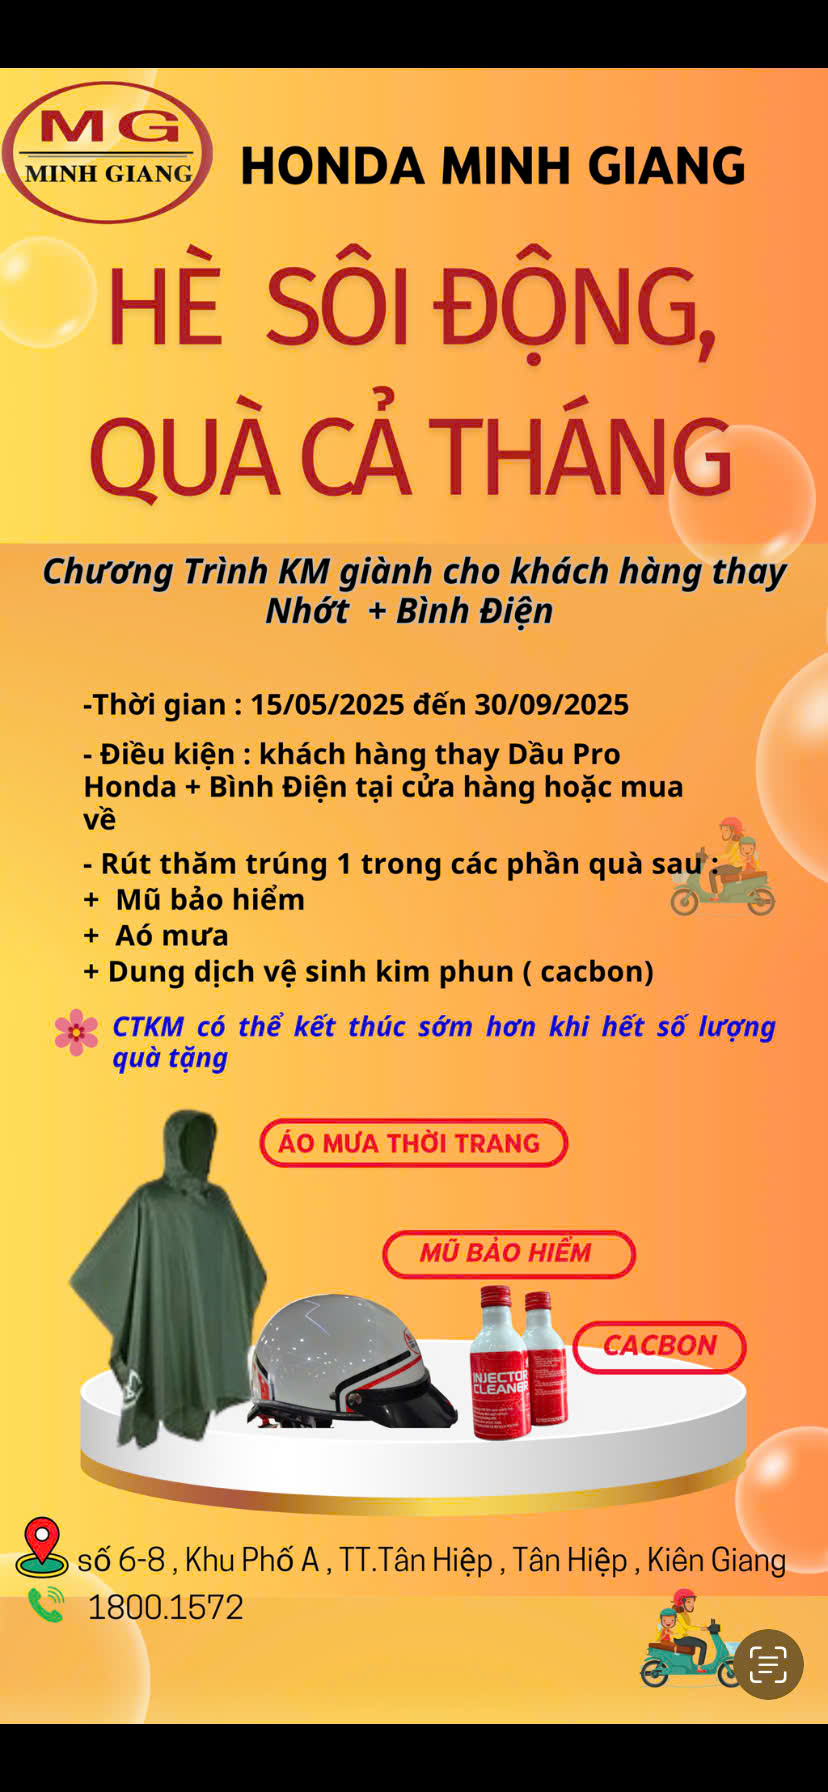 MG
MINH GIANG
HONDA MINH GIANG
HÈ SÔI ĐỘNG,
QUÀ CẢ THÁNG
Chương Trình KM giành cho khách hàng thay
Nhớt + Bình Điện
-Thời gian : 15/05/2025 đến 30/09/2025
- Điều kiện : khách hàng thay Dầu Pro
Honda + Bình Điện tại cửa hàng hoặc mua
về
- Rút thăm trúng 1 trong các phần quà sau :
+ Mũ bảo hiểm
+ Aó mưa
+ Dung dịch vệ sinh kim phun ( cacbon)
CTKM có thể kết thúc sớm hơn khi hết số lượng
quà tặng
ÁO MƯA THỜI TRANG
MŨ BẢO HIỂM
CACBON
INJECTOR
CLEANER
số 6-8 , Khu Phố A , TT.Tân Hiệp , Tân Hiệp , Kiên Giang
1800.1572